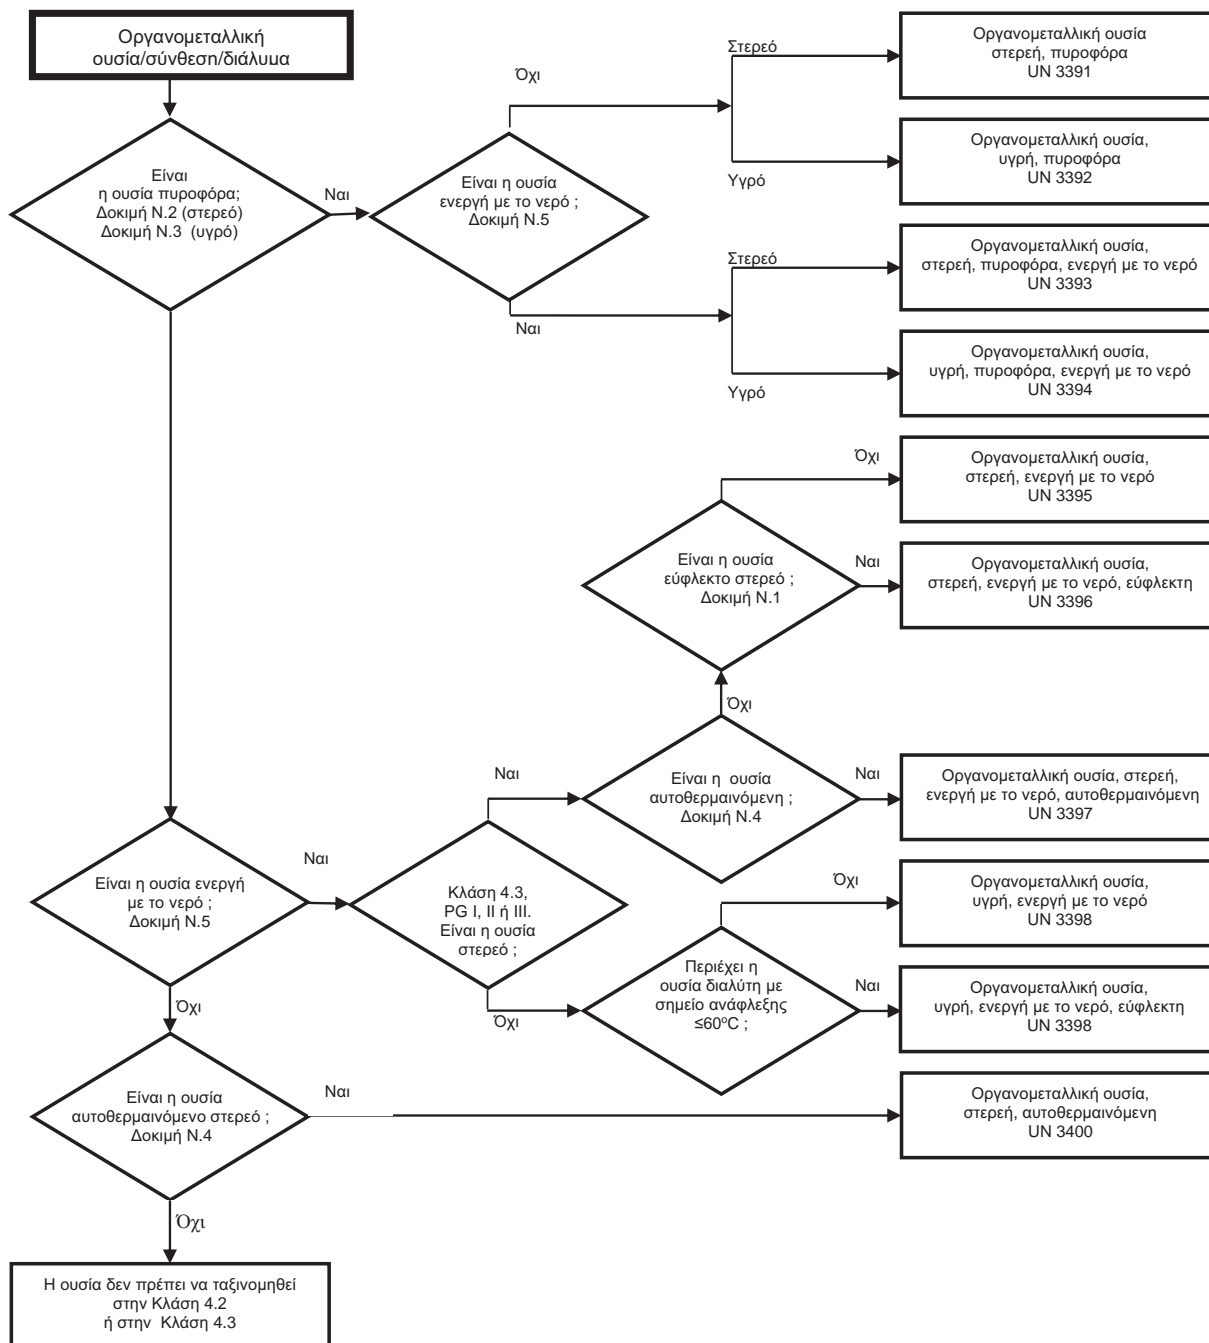 Οργανομεταλλική
ουσία/σύνθεση/διάλυμα
Είναι
η ουσία πυροφόρα;
Δοκιμή N.2 (στερεό)
Δοκιμή N.3 (υγρό)
Ναι
Είναι η ουσία
ενεργή με το νερό ;
Δοκιμή N.5
Όχι
Στερεό
Οργανομεταλλική ουσία
στερεή, πυροφόρα
UN 3391
Υγρό
Οργανομεταλλική ουσία,
υγρή, πυροφόρα
UN 3392
Ναι
Στερεό
Οργανομεταλλική ουσία,
στερεή, πυροφόρα, ενεργή με το νερό
UN 3393
Υγρό
Οργανομεταλλική ουσία,
υγρή, πυροφόρα, ενεργή με το νερό
UN 3394
Όχι
Οργανομεταλλική ουσία,
στερεή, ενεργή με το νερό
UN 3395
Είναι η ουσία
εύφλεκτο στερεό ;
Δοκιμή N.1
Ναι
Οργανομεταλλική ουσία,
στερεή, ενεργή με το νερό, εύφλεκτη
UN 3396
Όχι
Ναι
Είναι η ουσία
αυτοθερμαινόμενη ;
Δοκιμή N.4
Ναι
Οργανομεταλλική ουσία, στερεή,
ενεργή με το νερό, αυτοθερμαινόμενη
UN 3397
Είναι η ουσία ενεργή
με το νερό ;
Δοκιμή N.5
Ναι
Κλάση 4.3,
PG I, II ή III.
Είναι η ουσία
στερεό ;
Όχι
Οργανομεταλλική ουσία,
υγρή, ενεργή με το νερό
UN 3398
Όχι
Περιέχει η
ουσία διαλύτη με
σημείο ανάφλεξης
≤60°C ;
Ναι
Οργανομεταλλική ουσία,
υγρή, ενεργή με το νερό, εύφλεκτη
UN 3398
Όχι
Είναι η ουσία
αυτοθερμαινόμενο στερεό ;
Δοκιμή N.4
Ναι
Οργανομεταλλική ουσία,
στερεή, αυτοθερμαινόμενη
UN 3400
Όχι
Η ουσία δεν πρέπει να ταξινομηθεί
στην Κλάση 4.2
ή στην Κλάση 4.3